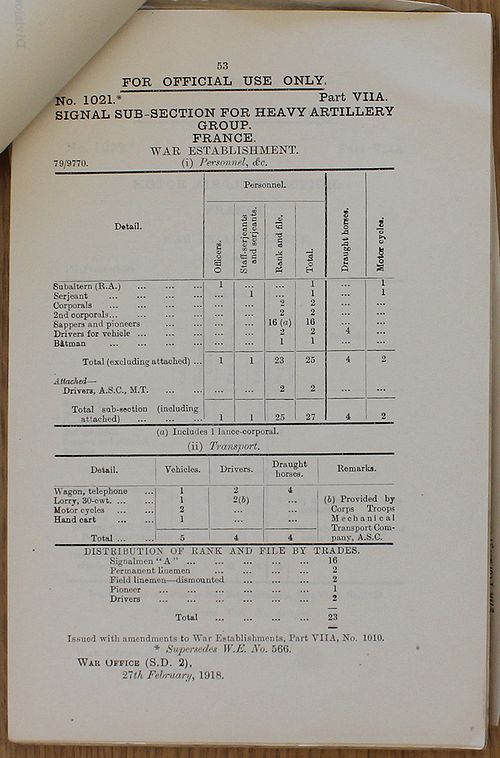 53
FOR OFFICIAL USE ONLY.
No. 1021.* Part VIIA.
SIGNAL SUB-SECTION FOR HEAVY ARTILLERY
GROUP.
FRANCE.
WAR ESTABLISHMENT.
79/9770. (i) Personnel, &c.
Detail. Personnel. Draught horses. Motor cycles.
Officers. Staff-serjeants and serjeants. Rank and file. Total.
Subaltern (R.A.) ... ... ... 1 ... ... 1 ... 1
Serjeant ... ... ... ... ... 1 ... 1 ... 1
Corporals ... ... ... 2 2
2nd corporals... ... ... 2 2
Sappers and pioneers ... ... 16 (a) 16
Drivers for vehicle ... ... ... 2 2 4
Batman ... ... ... ... 1 1 ... ...
Total (excluding attached) ... 1 1 23 25 4 2
Attached—
Drivers, A.S.C., M.T. ... ... ... ... 2 2 ... ...
Total sub-section (including
attached) ... ... ... 1 1 25 27 4 2
(a) Includes 1 lance-corporal.
(ii) Transport.
Detail. Vehicles. Drivers. Draught horses. Remarks.
Wagon, telephone ... 1 2 4
Lorry, 30-cwt. ... ... 1 2(b) ... (b) Provided by
Motor cycles ... ... 2 ... ... Corps Troops
Hand cart ... ... 1 ... ... Mechanical
Transport Com-
Total ... ... 5 4 4 pany, A.S.C.
DISTRIBUTION OF RANK AND FILE BY TRADES.
Signalmen "A" ... ... ... ... ... 16
Permanent linemen ... ... ... ... 2
Field linemen—dismounted ... ... ... 2
Pioneer ... ... ... ... ... ... 1
Drivers ... ... ... ... ... ... 2
Total ... ... ... ... 23
Issued with amendments to War Establishments, Part VIIA, No. 1010.
* Supersedes W.E. No. 566.
WAR OFFICE (S.D. 2),
27th February, 1918.